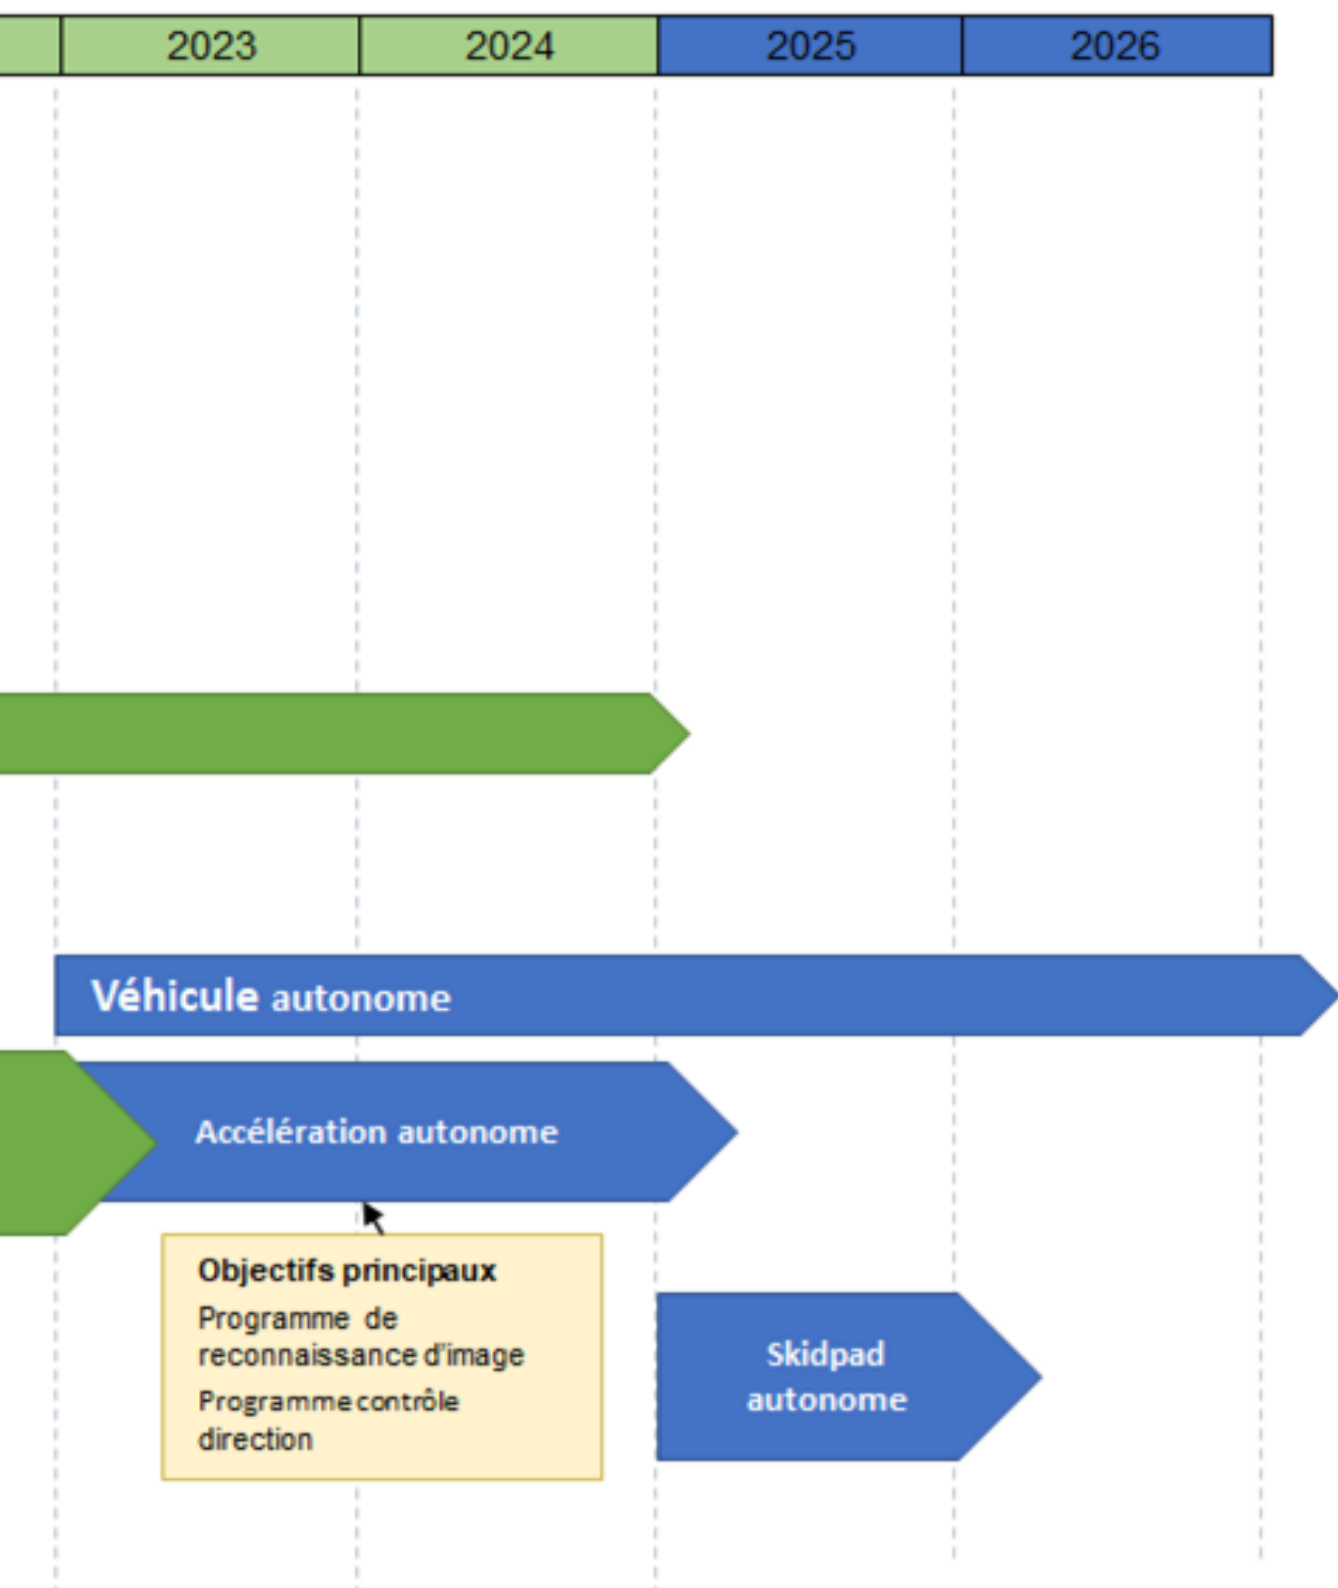 2023 2024 2025 2026
Véhicule autonome
Accélération autonome
Objectifs principaux
Programme de
reconnaissance d'image
Programme contrôle
direction
Skidpad
autonome